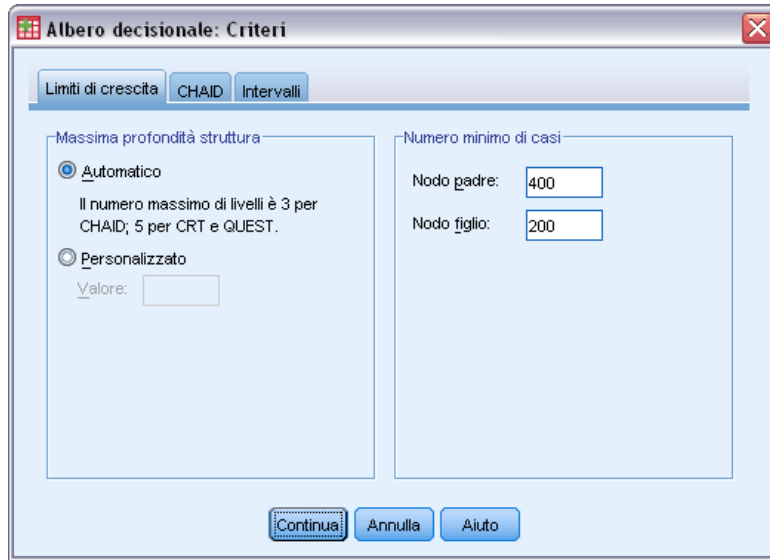 Albero decisionale: Criteri
Limiti di crescita CHAID Intervalli
Massima profondità struttura
Automatico
Il numero massimo di livelli è 3 per
CHAID; 5 per CRT e QUEST.
Personalizzato
Valore:
Numero minimo di casi
Nodo padre: 400
Nodo figlio: 200
Continua Annulla Aiuto